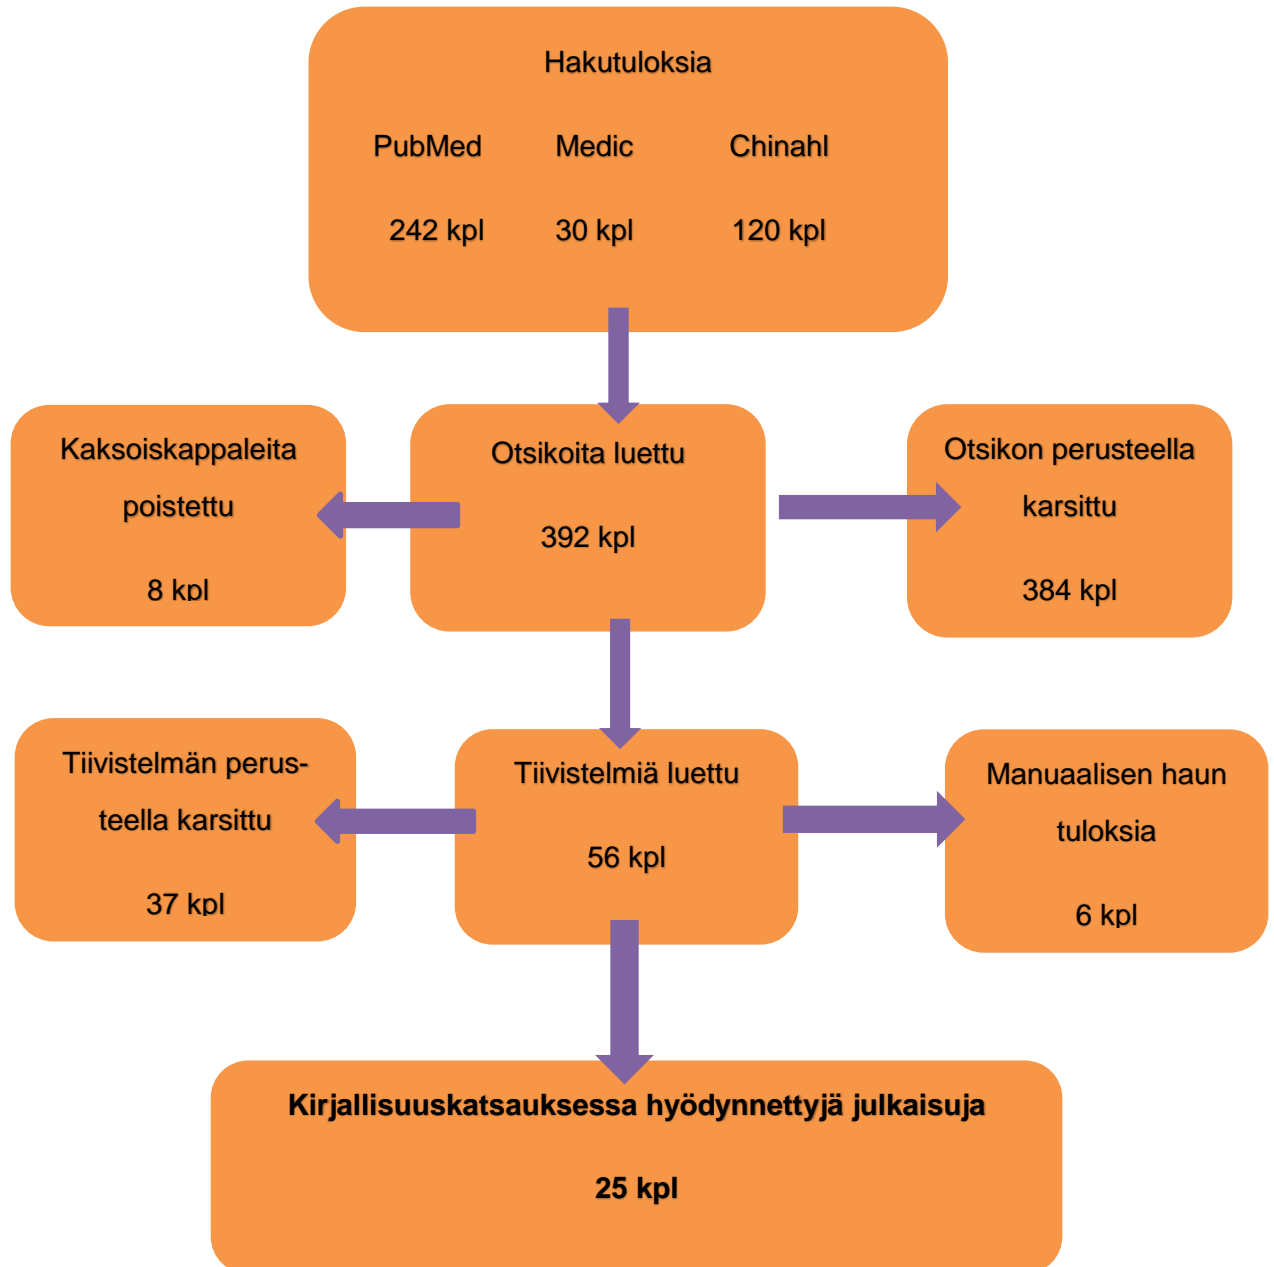 Hakutuloksia
PubMed Medic Chinahl
242 kpl 30 kpl 120 kpl
Kaksoiskappaleita
poistettu
8 kpl
Otsikoita luettu
392 kpl
Otsikon perusteella
karsittu
384 kpl
Tiivistelmän perus-
teella karsittu
37 kpl
Tiivistelmiä luettu
56 kpl
Manuaalisen haun
tuloksia
6 kpl
Kirjallisuuskatsauksessa hyödynnettyjä julkaisuja
25 kpl